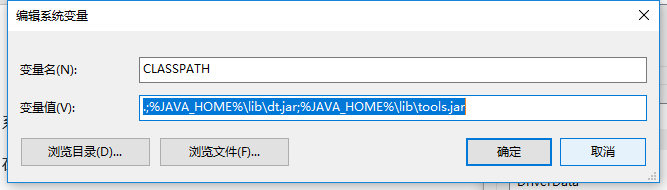 编辑系统变量
变量名(N):
CLASSPATH
变量值(V):
.;%JAVA_HOME%\lib\dt.jar;%JAVA_HOME%\lib\tools.jar
浏览目录(D)...
浏览文件(F)...
确定
取消